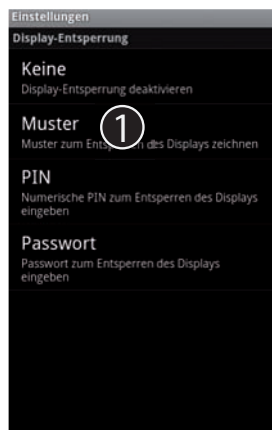 Einstellungen
Display-Entsperrung
Keine
Display-Entsperrung deaktivieren
Muster
1
Muster zum Entsperren des Displays zeichnen
PIN
Numerische PIN zum Entsperren des Displays
eingeben
Passwort
Passwort zum Entsperren des Displays
eingeben